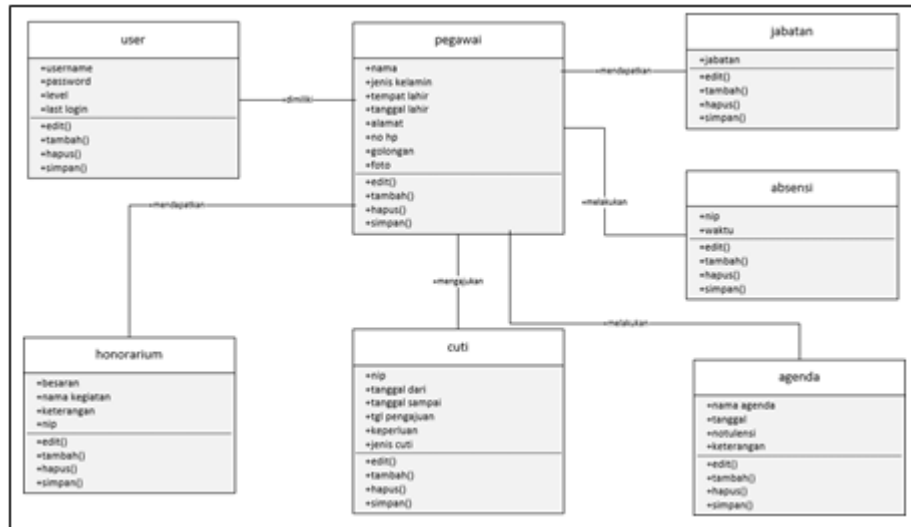 user
+username
+password
+level
+last login
+edit()
+tambah()
+hapus()
+simpan()
+dimiliki
pegawai
+nama
+jenis kelamin
+tempat lahir
+tanggal lahir
+alamat
+no hp
+golongan
+foto
+edit()
+tambah()
+hapus()
+simpan()
+mendapatkan
jabatan
+jabatan
+edit()
+tambah()
+hapus()
+simpan()
+melakukan
absensi
+nip
+waktu
+edit()
+tambah()
+hapus()
+simpan()
+mendapatkan
+mengajukan
+melakukan
honorarium
+besaran
+nama kegiatan
+keterangan
+nip
+edit()
+tambah()
+hapus()
+simpan()
cuti
+nip
+tanggal dari
+tanggal sampai
+tgl pengajuan
+keperluan
+jenis cuti
+edit()
+tambah()
+hapus()
+simpan()
agenda
+nama agenda
+tanggal
+notulensi
+keterangan
+edit()
+tambah()
+hapus()
+simpan()